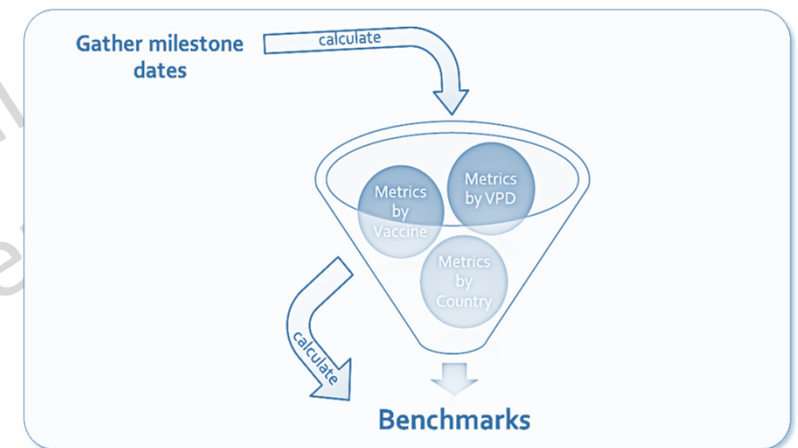 Gather milestone
dates
calculate
Metrics
by VPD
Metrics
by
Vaccine
Metrics
by
Country
calculate
Benchmarks